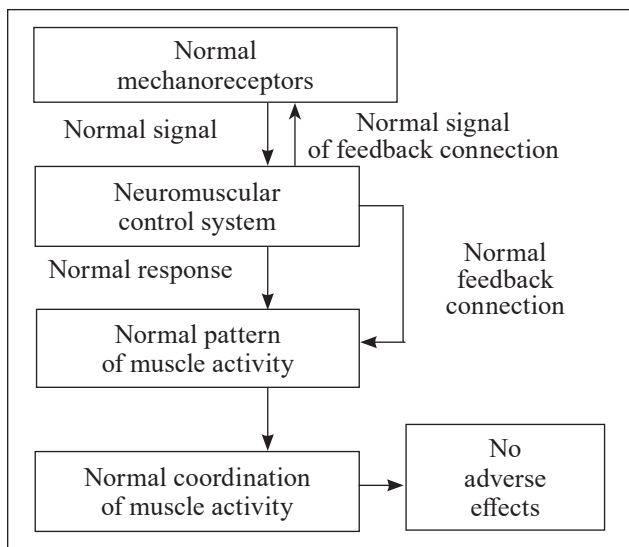 Normal
mechanoreceptors
Normal signal
Normal signal
of feedback connection
Neuromuscular
control system
Normal response
Normal
feedback
connection
Normal pattern
of muscle activity
Normal coordination
of muscle activity
No
adverse
effects